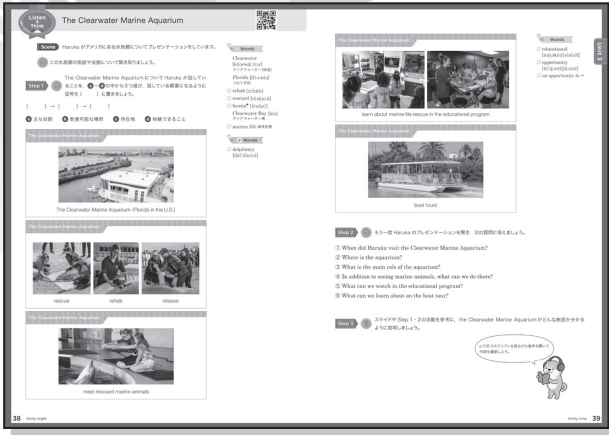 Listen & Think
The Clearwater Marine Aquarium
Scene Haruka がアメリカにある水族館についてプレゼンテーションをしています。
この水族館の施設や役割について聞き取りましょう。
Step 1 The Clearwater Marine Aquarium について Haruka が話していることを、ⓐ～ⓓの中から3つ選び、話している順番になるように記号を( )に書きましょう。
( ) → ( ) → ( )
ⓐ 主な役割 ⓑ 飲食可能な場所 ⓒ 所在地 ⓓ 体験できること
The Clearwater Marine Aquarium
The Clearwater Marine Aquarium (Florida in the U.S.)
The Clearwater Marine Aquarium
rescue rehab release
The Clearwater Marine Aquarium
meet rescued marine animals
Words
Clearwater
クリアウォーター(地名)
Florida
フロリダ州
rehab
rescue(d)
favorite
Clearwater Bay
クリアウォーター湾
marine life 海洋生物
Words
dolphin(s)
38 thirty-eight
The Clearwater Marine Aquarium
learn about marine life rescue in the educational program
The Clearwater Marine Aquarium
boat tours
Words
educational
opportunity
an opportunity to ~
Unit 3
Step 2 もう一度 Haruka のプレゼンテーションを聞き、次の質問に答えましょう。
① When did Haruka visit the Clearwater Marine Aquarium?
② Where is the aquarium?
③ What is the main role of the aquarium?
④ In addition to seeing marine animals, what can we do there?
⑤ What can we watch in the educational program?
⑥ What can we learn about on the boat tour?
Step 3 スライドや Step 1・2の活動を参考に、the Clearwater Marine Aquarium がどんな施設か分かるように説明しましょう。
thirty-nine 39